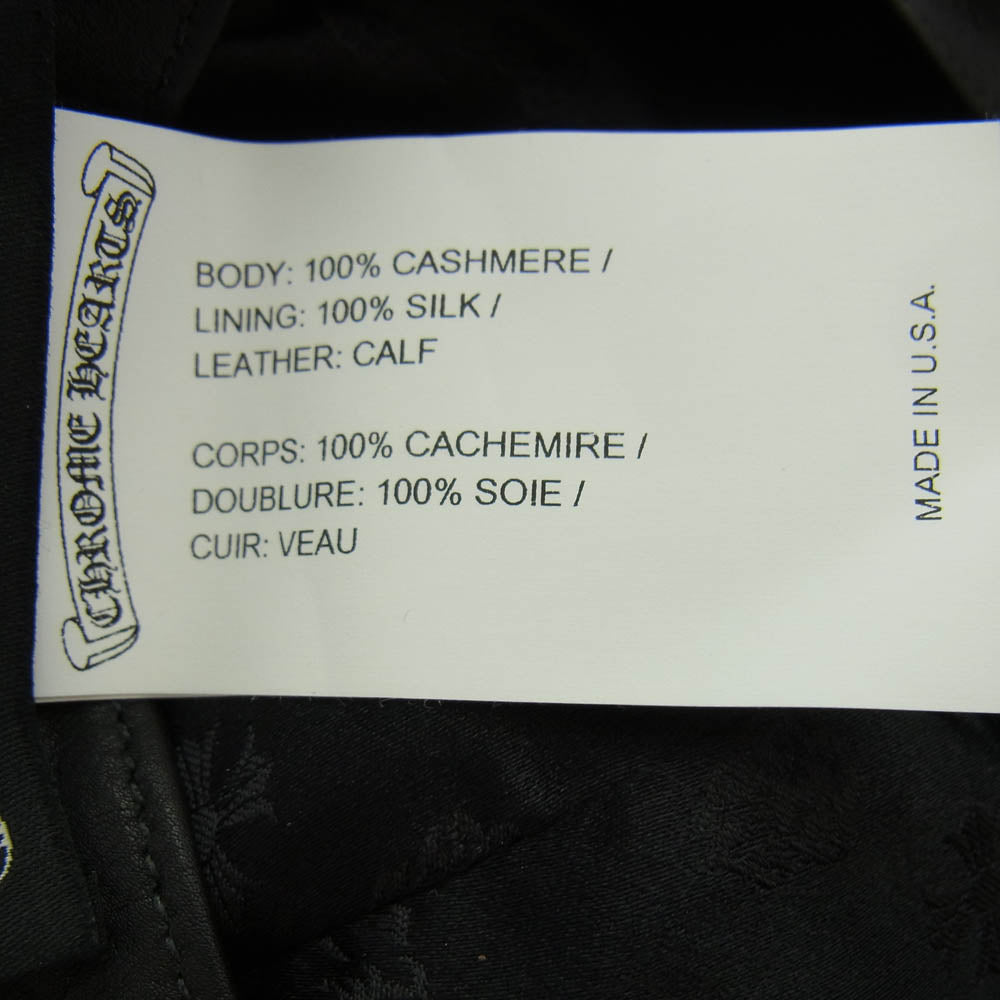 CHROME HEARTS
BODY: 100% CASHMERE /
LINING: 100% SILK /
LEATHER: CALF
CORPS: 100% CACHEMIRE /
DOUBLURE: 100% SOIE /
CUIR: VEAU
MADE IN U.S.A.